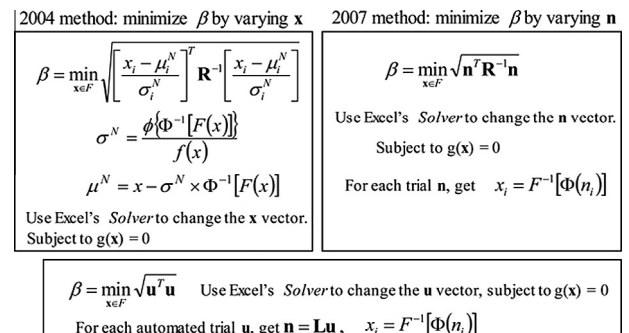 2004 method: minimize β by varying x
β = min x∈F √([ (x_i − μ_i^N) / σ_i^N ]^T R^−1 [ (x_i − μ_i^N) / σ_i^N ])
σ^N = ϕ{Φ^−1[F(x)]} / f(x)
μ^N = x − σ^N × Φ^−1[F(x)]
Use Excel's Solver to change the x vector.
Subject to g(x) = 0
2007 method: minimize β by varying n
β = min x∈F √(n^T R^−1 n)
Use Excel's Solver to change the n vector.
Subject to g(x) = 0
For each trial n, get x_i = F^−1[Φ(n_i)]
β = min x∈F √(u^T u) Use Excel's Solver to change the u vector, subject to g(x) = 0
For each automated trial u, get n = Lu, x_i = F^−1[Φ(n_i)]